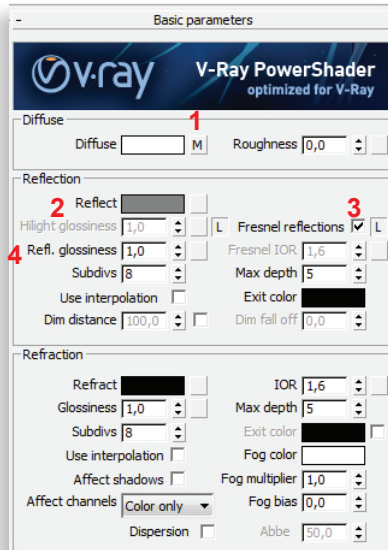 - Basic parameters
v·ray V-Ray PowerShader
optimized for V-Ray
Diffuse
1
Diffuse M Roughness 0,0
Reflection
2 Reflect 3
Hilight glossiness 1,0 L Fresnel reflections L
4 Refl. glossiness 1,0 Fresnel IOR 1,6
Subdivs 8 Max depth 5
Use interpolation Exit color
Dim distance 100,0 Dim fall off 0,0
Refraction
Refract IOR 1,6
Glossiness 1,0 Max depth 5
Subdivs 8 Exit color
Use interpolation Fog color
Affect shadows Fog multiplier 1,0
Affect channels Color only Fog bias 0,0
Dispersion Abbe 50,0